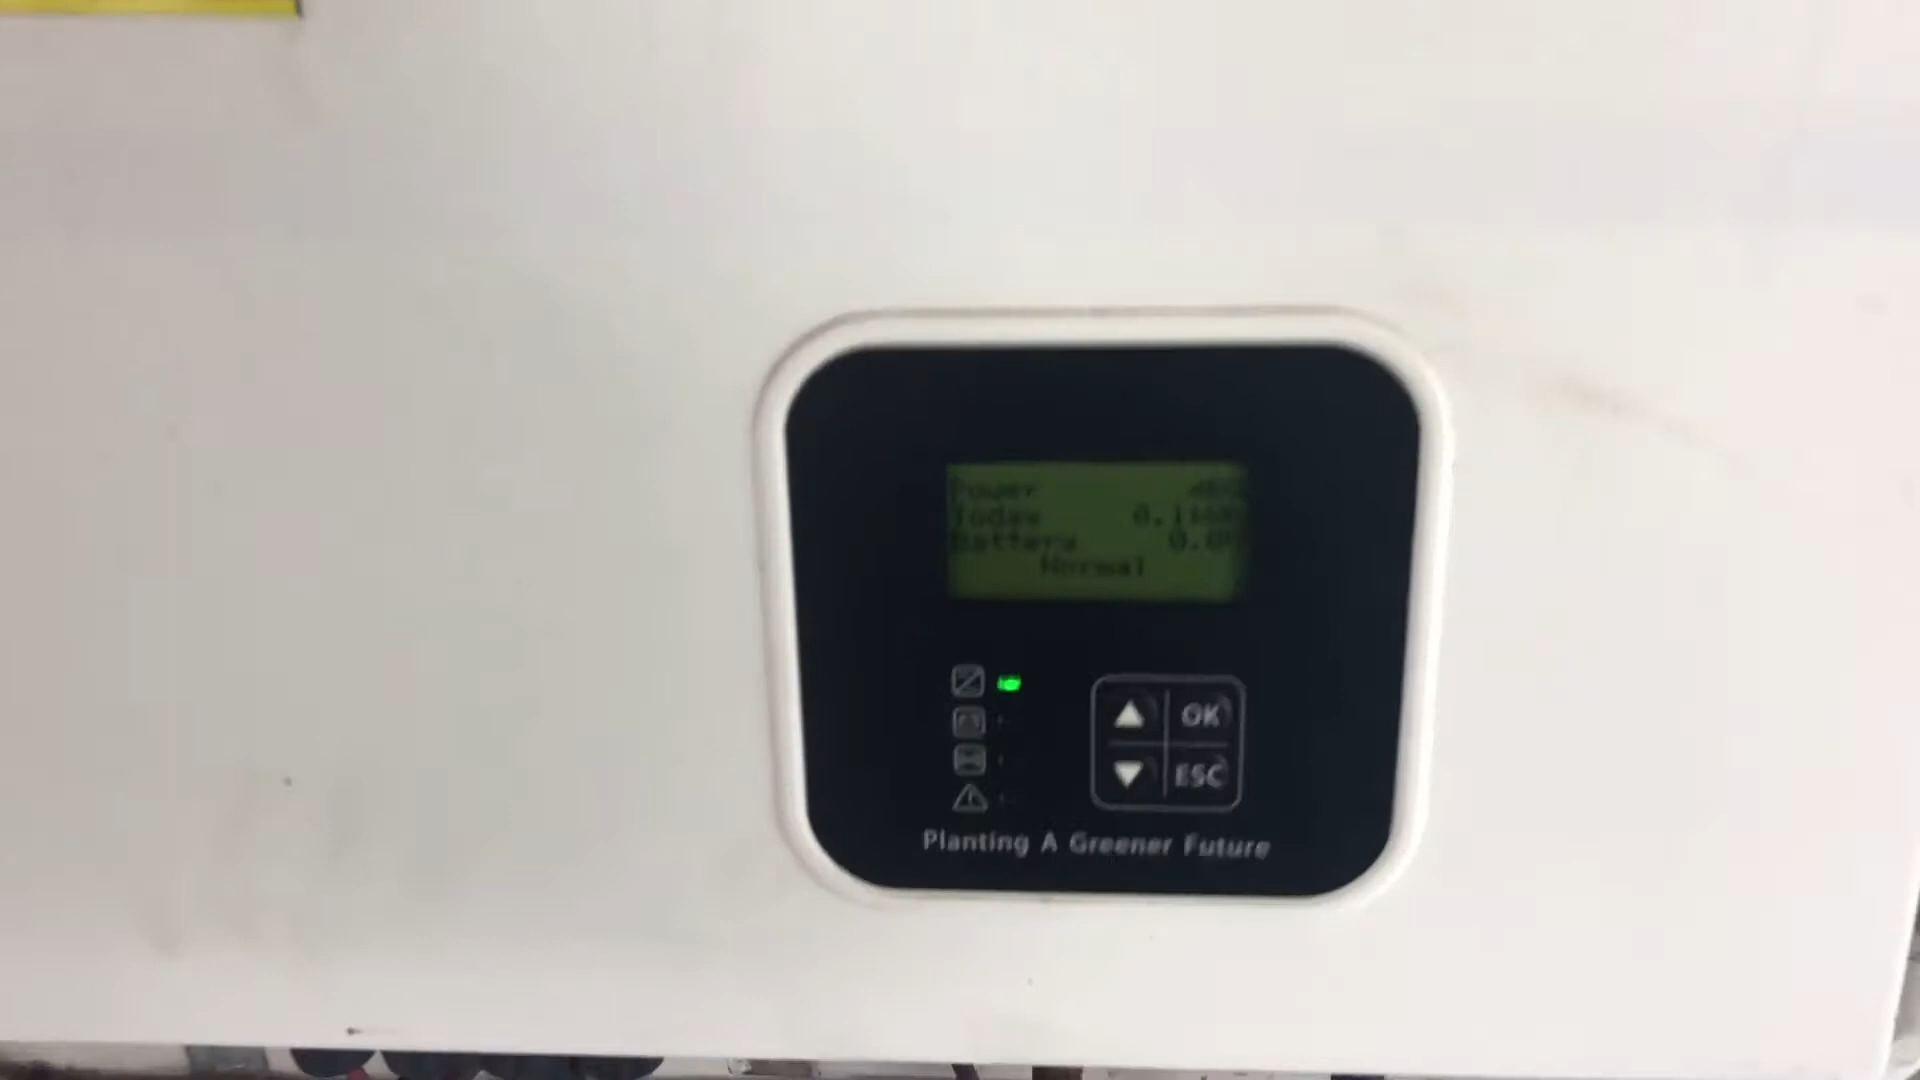 Power
Today
Battery
Normal
OK
ESC
Planting A Greener Future